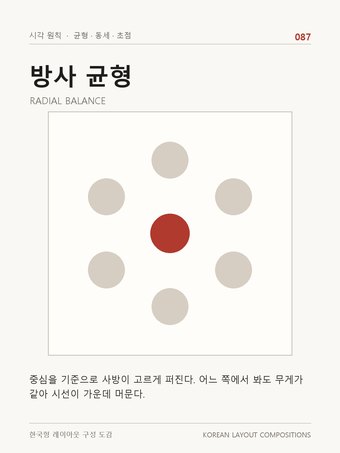 시각 원칙 · 균형·동세·초점
087
방사 균형
RADIAL BALANCE
중심을 기준으로 사방이 고르게 퍼진다. 어느 쪽에서 봐도 무게가
같아 시선이 가운데 머문다.
한국형 레이아웃 구성 도감
KOREAN LAYOUT COMPOSITIONS